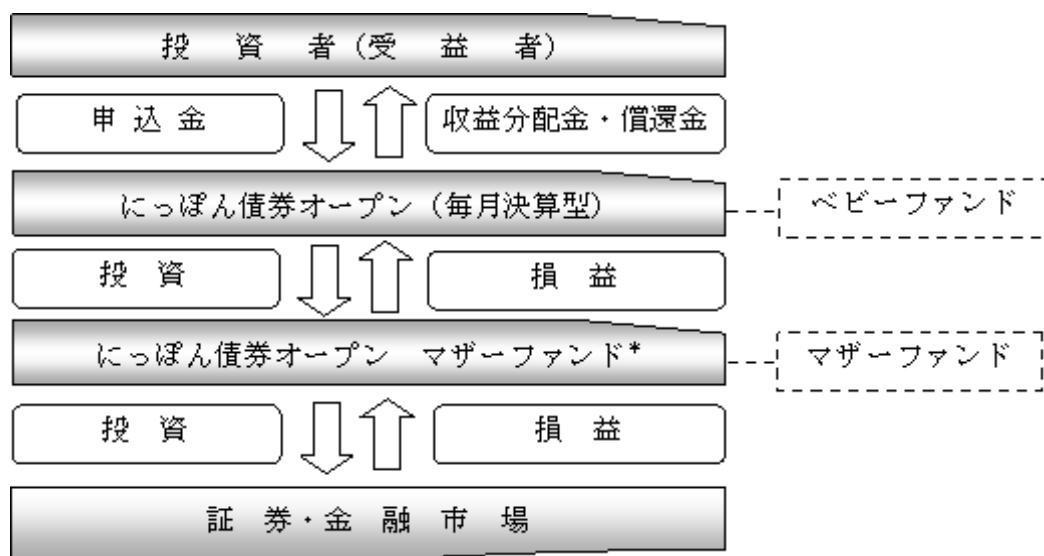 投資者(受益者)
申込金
収益分配金・償還金
にっぽん債券オープン(毎月決算型)
ベビーファンド
投資
損益
にっぽん債券オープン マザーファンド*
マザーファンド
投資
損益
証券・金融市場